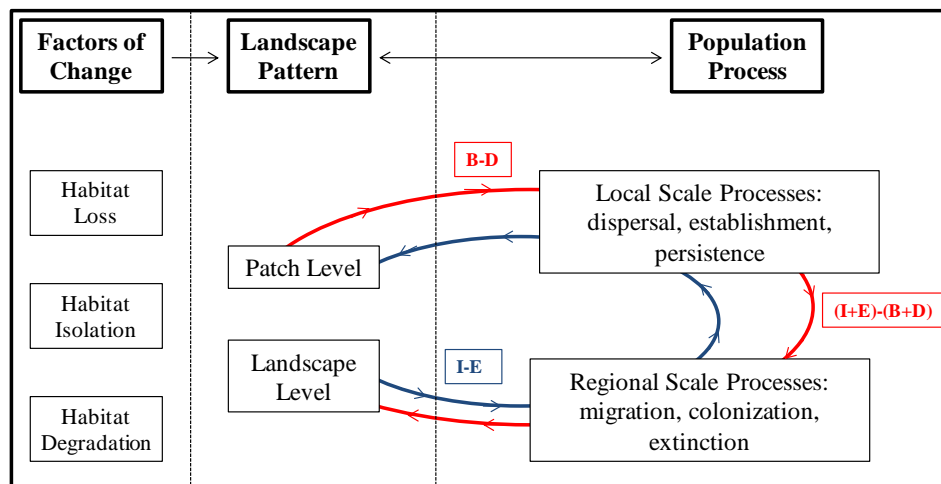 Factors of
Change
Landscape
Pattern
Population
Process
B-D
Habitat
Loss
Local Scale Processes:
dispersal, establishment,
persistence
Patch Level
Habitat
Isolation
(I+E)-(B+D)
Landscape
Level
I-E
Regional Scale Processes:
migration, colonization,
extinction
Habitat
Degradation